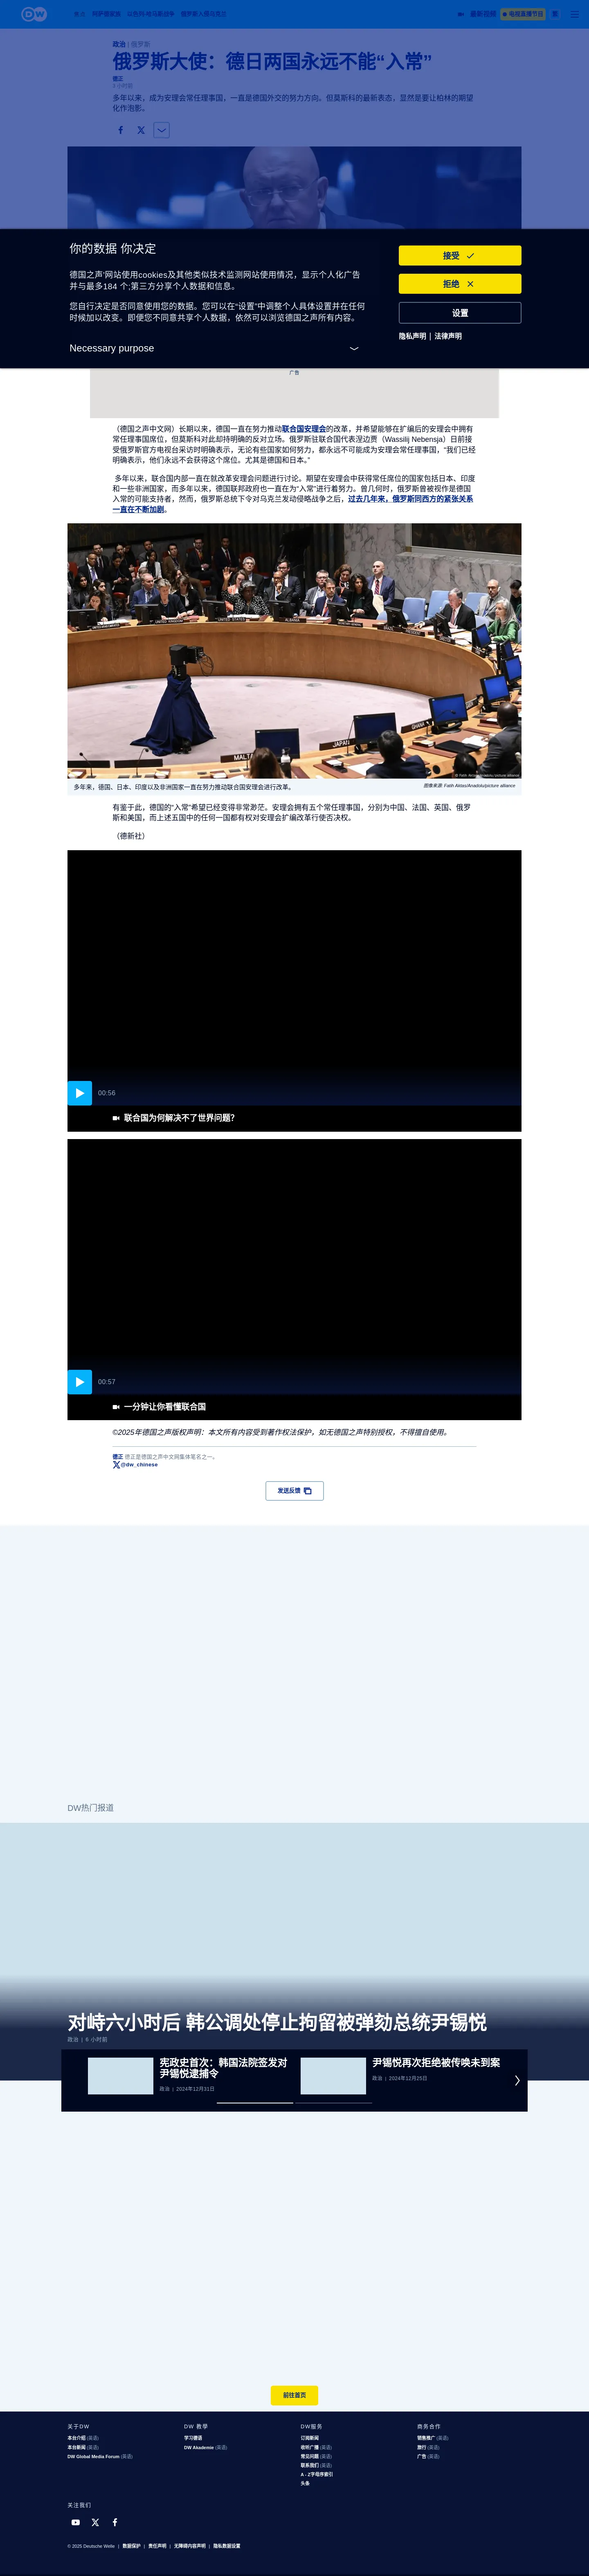 DW
电视直播节目
政治 | 俄罗斯
俄罗斯大使：德日两国永远不能“入常”
德正
多年以来，成为联合国安理会常任理事国，一直是德国外交的努力方向。但莫斯科的最新表态，显然是要让柏林的期望
化作泡影。
你的数据 你决定
接受
拒绝
设置
德国之声'网站使用cookies及其他类似技术监测网站使用情况，显示个人化广告
并与最多184 个;第三方分享个人数据和信息。
您自行决定是否同意使用您的数据。您可以在“设置”中调整个人具体设置并在任何
时候加以改变。即便您不同意共享个人数据，依然可以浏览德国之声所有内容。
隐私声明 | 法律声明
Necessary purpose
广告
（德国之声中文网）长期以来，德国一直在努力推动联合国安理会的改革，并希望能够在扩编后的安理会中拥有
常任理事国席位，但莫斯科对此却持明确的反对立场。俄罗斯驻联合国代表涅边贾（Wassilij Nebensja）日前接
受俄罗斯官方电视台采访时明确表示，无论有些国家如何努力，都永远不可能成为安理会常任理事国，“我们已经
明确表示，他们永远不会获得这个席位。尤其是德国和日本。”
多年以来，联合国内部一直在就改革安理会问题进行讨论。期望在安理会中获得常任席位的国家包括日本、印度
和一些非洲国家，而多年以来，德国联邦政府也一直在为“入常”进行着努力。曾几何时，俄罗斯曾被视作是德国
入常的可能支持者，然而，俄罗斯总统下令对乌克兰发动侵略战争之后，过去几年来，俄罗斯同西方的紧张关系
一直在不断加剧。
MALTA
JAPAN
© Fatih Aktas/Anadolu/picture alliance
多年来，德国、日本、印度以及非洲国家一直在努力推动联合国安理会进行改革。
图像来源: Fatih Aktas/Anadolu/picture alliance
有鉴于此，德国的“入常”希望已经变得非常渺茫。安理会拥有五个常任理事国，分别为中国、法国、英国、俄罗
斯和美国，而上述五国中的任何一国都有权对安理会扩编改革行使否决权。
（德新社）
00:56
联合国为何解决不了世界问题？
00:57
一分钟让你看懂联合国
©2025年德国之声版权声明：本文所有内容受到著作权法保护，如无德国之声特别授权，不得擅自使用。
德正 德正是德国之声中文网集体笔名之一。
@dw_chinese
发送反馈
DW热门报道
对峙六小时后 韩公调处停止拘留被弹劾总统尹锡悦
政治 | 6 小时前
宪政史首次：韩国法院签发对
尹锡悦逮捕令
政治 | 2024年12月31日
尹锡悦再次拒绝被传唤未到案
政治 | 2024年12月25日
前往首页
关于DW
本台介绍 (英语)
本台新闻 (英语)
DW Global Media Forum (英语)
DW 教學
学习德语
DW Akademie (英语)
DW服务
订阅新闻
收听广播 (英语)
常见问题 (英语)
联系我们 (英语)
A - Z字母序索引
头条
商务合作
销售推广 (英语)
旅行 (英语)
广告 (英语)
关注我们
© 2025 Deutsche Welle | 数据保护 | 责任声明 | 无障碍内容声明 | 隐私数据设置